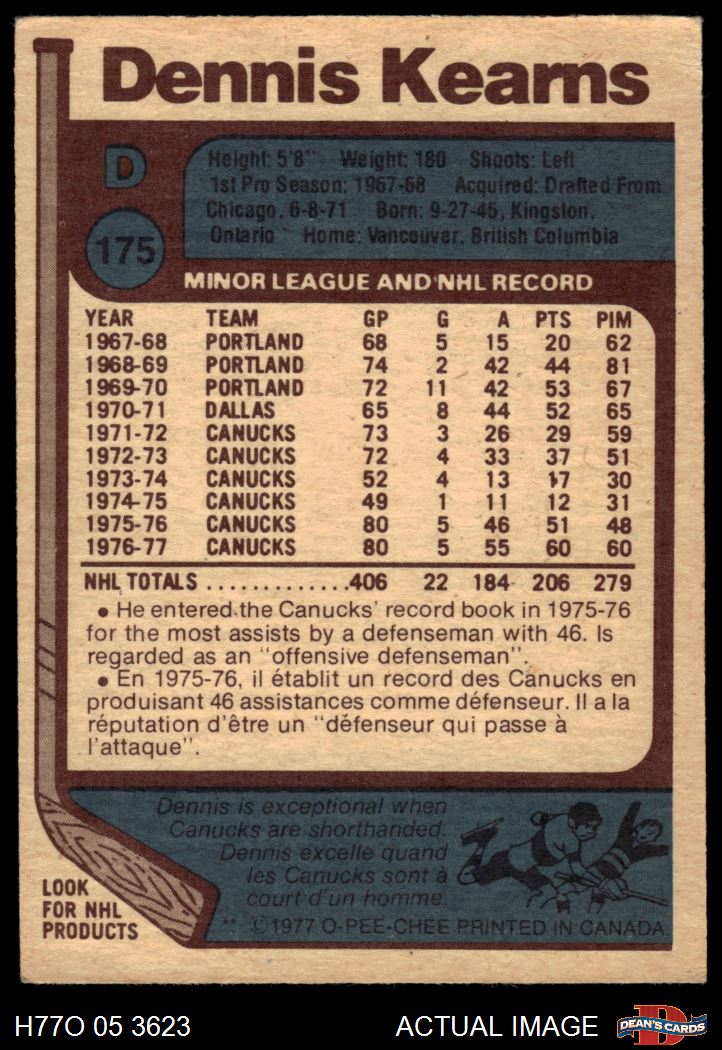 Dennis Kearns
D
175
Height: 5'8" Weight: 180 Shoots: Left
1st Pro Season: 1967-68 Acquired: Drafted From
Chicago, 6-8-71 Born: 9-27-45, Kingston,
Ontario Home: Vancouver, British Columbia
MINOR LEAGUE AND NHL RECORD
YEAR TEAM GP G A PTS PIM
1967-68 PORTLAND 68 5 15 20 62
1968-69 PORTLAND 74 2 42 44 81
1969-70 PORTLAND 72 11 42 53 67
1970-71 DALLAS 65 8 44 52 65
1971-72 CANUCKS 73 3 26 29 59
1972-73 CANUCKS 72 4 33 37 51
1973-74 CANUCKS 52 4 13 17 30
1974-75 CANUCKS 49 1 11 12 31
1975-76 CANUCKS 80 5 46 51 48
1976-77 CANUCKS 80 5 55 60 60
NHL TOTALS .............406 22 184 206 279
• He entered the Canucks' record book in 1975-76
for the most assists by a defenseman with 46. Is
regarded as an "offensive defenseman".
• En 1975-76, il établit un record des Canucks en
produisant 46 assistances comme défenseur. Il a la
réputation d'être un "défenseur qui passe à
l'attaque".
Dennis is exceptional when
Canucks are shorthanded.
Dennis excelle quand
les Canucks sont à
court d'un homme.
LOOK
FOR NHL
PRODUCTS
** ©1977 O-PEE-CHEE PRINTED IN CANADA.
H77O 05 3623
ACTUAL IMAGE
D
DEAN'S CARDS